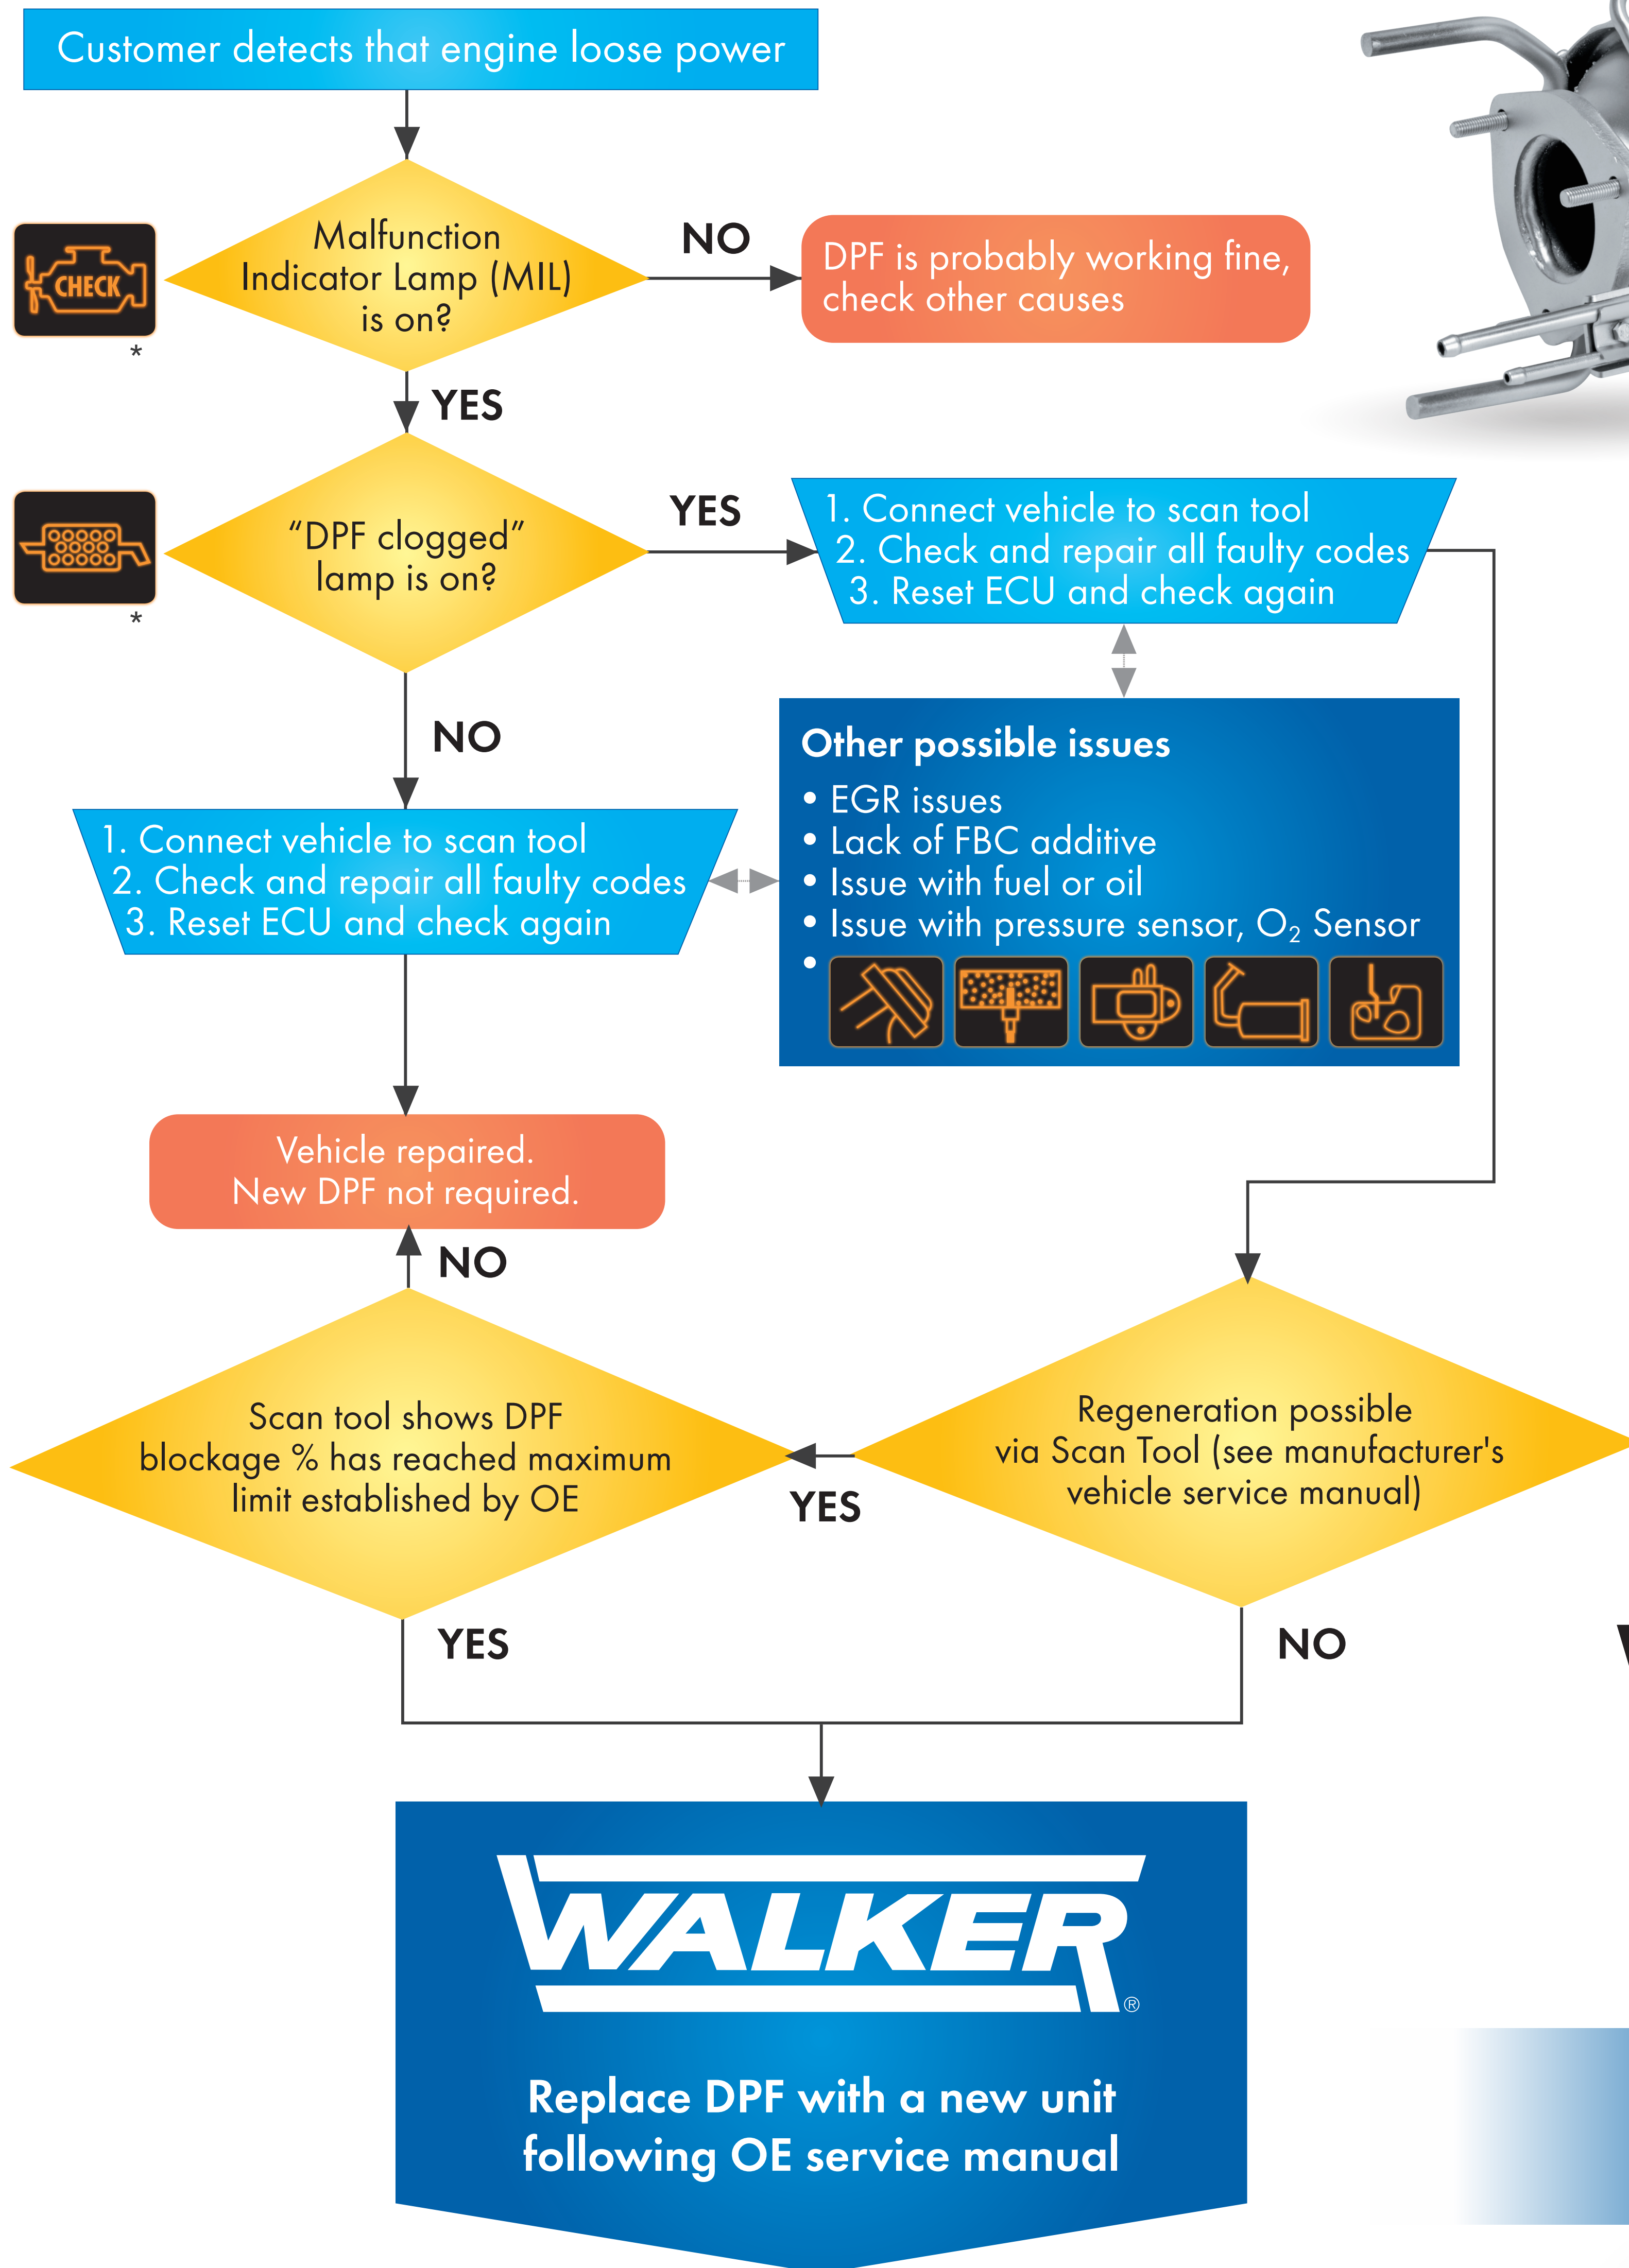 Customer detects that engine loose power
CHECK
*
Malfunction
Indicator Lamp (MIL)
is on?
NO
DPF is probably working fine,
check other causes
YES
*
“DPF clogged”
lamp is on?
YES
1. Connect vehicle to scan tool
2. Check and repair all faulty codes
3. Reset ECU and check again
NO
Other possible issues
• EGR issues
• Lack of FBC additive
• Issue with fuel or oil
• Issue with pressure sensor, O₂ Sensor
•
1. Connect vehicle to scan tool
2. Check and repair all faulty codes
3. Reset ECU and check again
Vehicle repaired.
New DPF not required.
NO
Scan tool shows DPF
blockage % has reached maximum
limit established by OE
YES
Regeneration possible
via Scan Tool (see manufacturer's
vehicle service manual)
YES
NO
WALKER®
Replace DPF with a new unit
following OE service manual